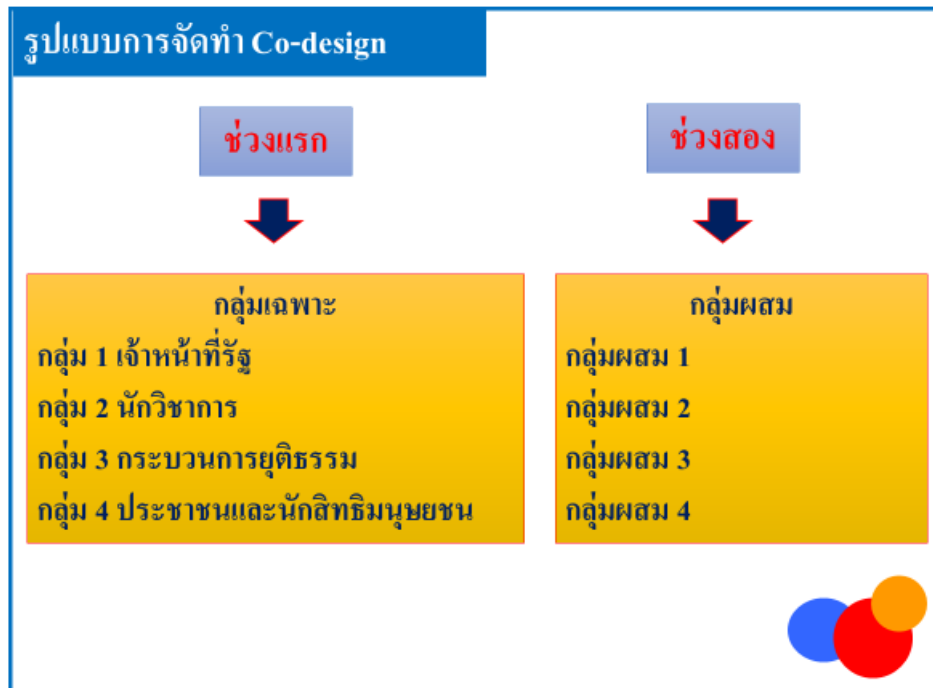 รูปแบบการจัดทำ Co-design
ช่วงแรก
กลุ่มเฉพาะ
กลุ่ม 1 เจ้าหน้าที่รัฐ
กลุ่ม 2 นักวิชาการ
กลุ่ม 3 กระบวนการยุติธรรม
กลุ่ม 4 ประชาชนและนักสิทธิมนุษยชน
ช่วงสอง
กลุ่มผสม
กลุ่มผสม 1
กลุ่มผสม 2
กลุ่มผสม 3
กลุ่มผสม 4